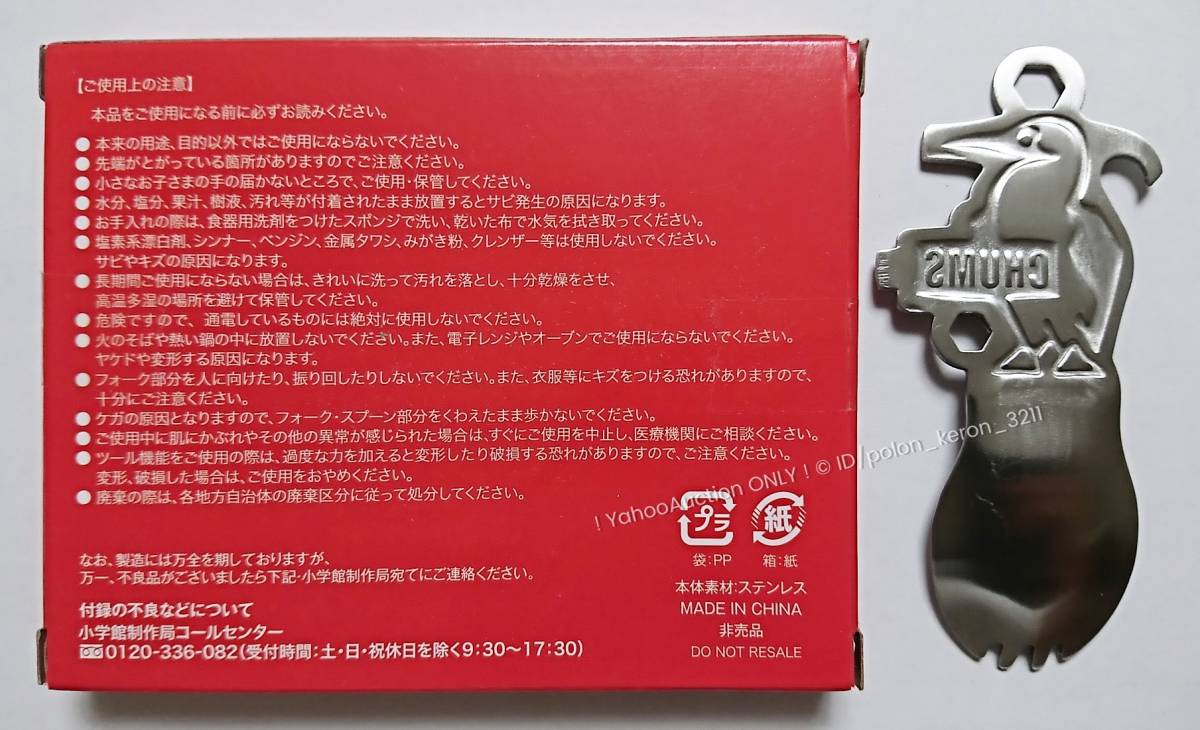 【ご使用上の注意】
本品をご使用になる前に必ずお読みください。
●本来の用途、目的以外ではご使用にならないでください。
●先端がとがっている箇所がありますのでご注意ください。
●小さなお子さまの手の届かないところで、ご使用・保管してください。
●水分、塩分、果汁、樹液、汚れ等が付着されたまま放置するとサビ発生の原因になります。
●お手入れの際は、食器用洗剤をつけたスポンジで洗い、乾いた布で水気を拭き取ってください。
●塩素系漂白剤、シンナー、ベンジン、金属タワシ、みがき粉、クレンザー等は使用しないでください。
サビやキズの原因になります。
●長期間ご使用にならない場合は、きれいに洗って汚れを落とし、十分乾燥をさせ、
高温多湿の場所を避けて保管してください。
●危険ですので、通電しているものには絶対に使用しないでください。
●火のそばや熱い鍋の中に放置しないでください。また、電子レンジやオーブンでご使用にならないでください。
ヤケドや変形する原因になります。
●フォーク部分を人に向けたり、振り回したりしないでください。また、衣服等にキズをつける恐れがありますので、
十分にご注意ください。
●ケガの原因となりますので、フォーク・スプーン部分をくわえたまま歩かないでください。
●ご使用中に肌にかぶれやその他の異常が感じられた場合は、すぐにご使用を中止し、医療機関にご相談ください。
●ツール機能をご使用の際は、過度な力を加えると変形したり破損する恐れがありますので、ご注意ください。
変形、破損した場合は、ご使用をおやめください。
●廃棄の際は、各地方自治体の廃棄区分に従って処分してください。
なお、製造には万全を期しておりますが、
万一、不良品がございましたら下記・小学館制作局宛てにご連絡ください。
付録の不良などについて
小学館制作局コールセンター
0120-336-082(受付時間:土・日・祝休日を除く9:30〜17:30)
プラ
紙
袋:PP
箱:紙
本体素材:ステンレス
MADE IN CHINA
非売品
DO NOT RESALE
CHUMS
! YahooAuction ONLY ! © ID/polon_keron_3211